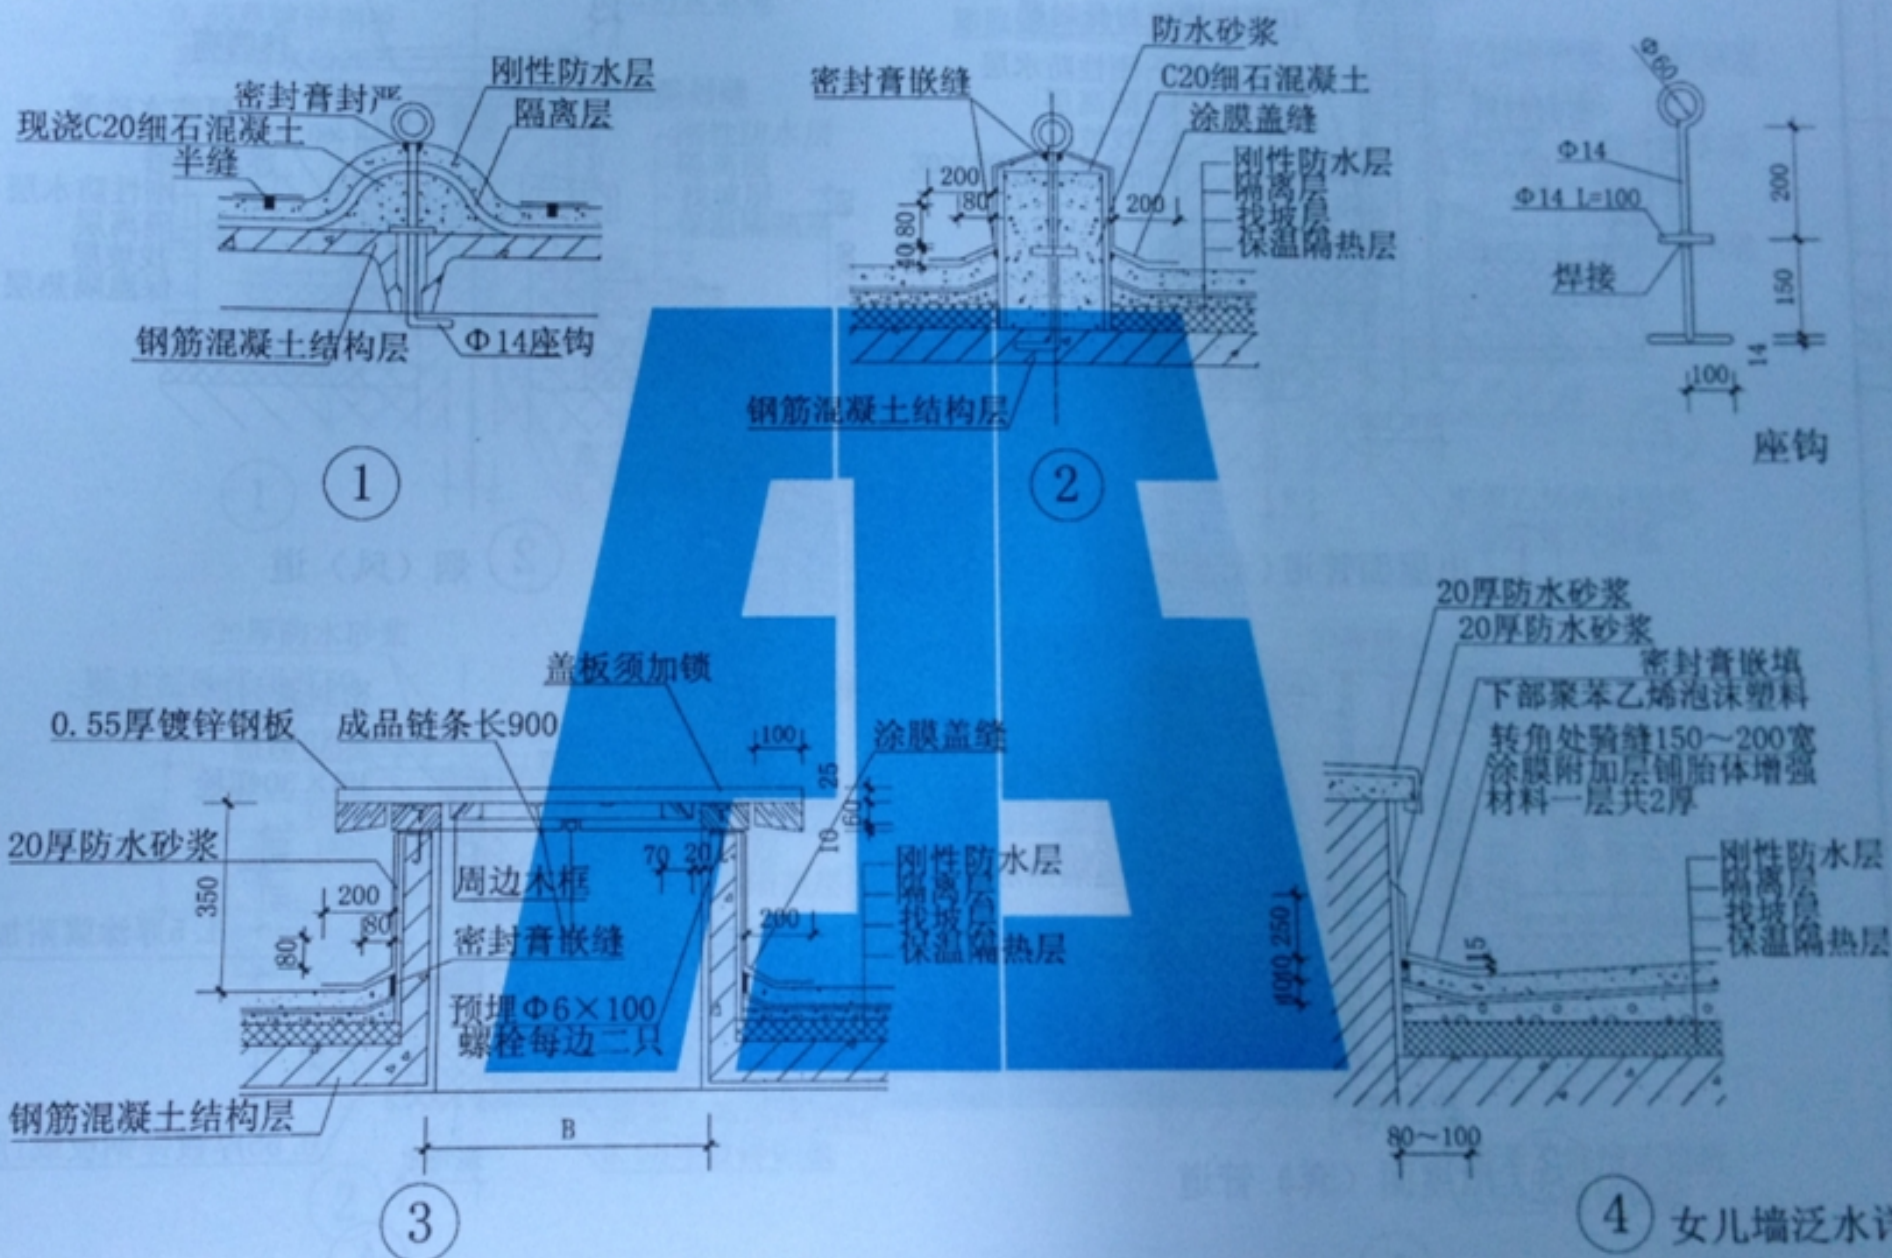 密封膏封严
刚性防水层
现浇C20细石混凝土
隔离层
半缝
钢筋混凝土结构层
Φ14座钩
①
防水砂浆
密封膏嵌缝
C20细石混凝土
涂膜盖缝
200
80
80
40
200
刚性防水层
隔离层
找坡层
保温隔热层
钢筋混凝土结构层
②
Φ60
Φ14
Φ14 L=100
焊接
200
150
14
100
座钩
盖板须加锁
0.55厚镀锌钢板
成品链条长900
100
涂膜盖缝
25
60
10
20厚防水砂浆
350
200
80
80
周边木框
70 20
200
密封膏嵌缝
预埋Φ6×100
螺栓每边二只
刚性防水层
隔离层
找坡层
保温隔热层
钢筋混凝土结构层
B
③
20厚防水砂浆
20厚防水砂浆
密封膏嵌填
下部聚苯乙烯泡沫塑料
转角处骑缝150~200宽
涂膜附加层铺胎体增强
材料一层共2厚
刚性防水层
隔离层
找坡层
保温隔热层
250
15
80~100
④ 女儿墙泛水